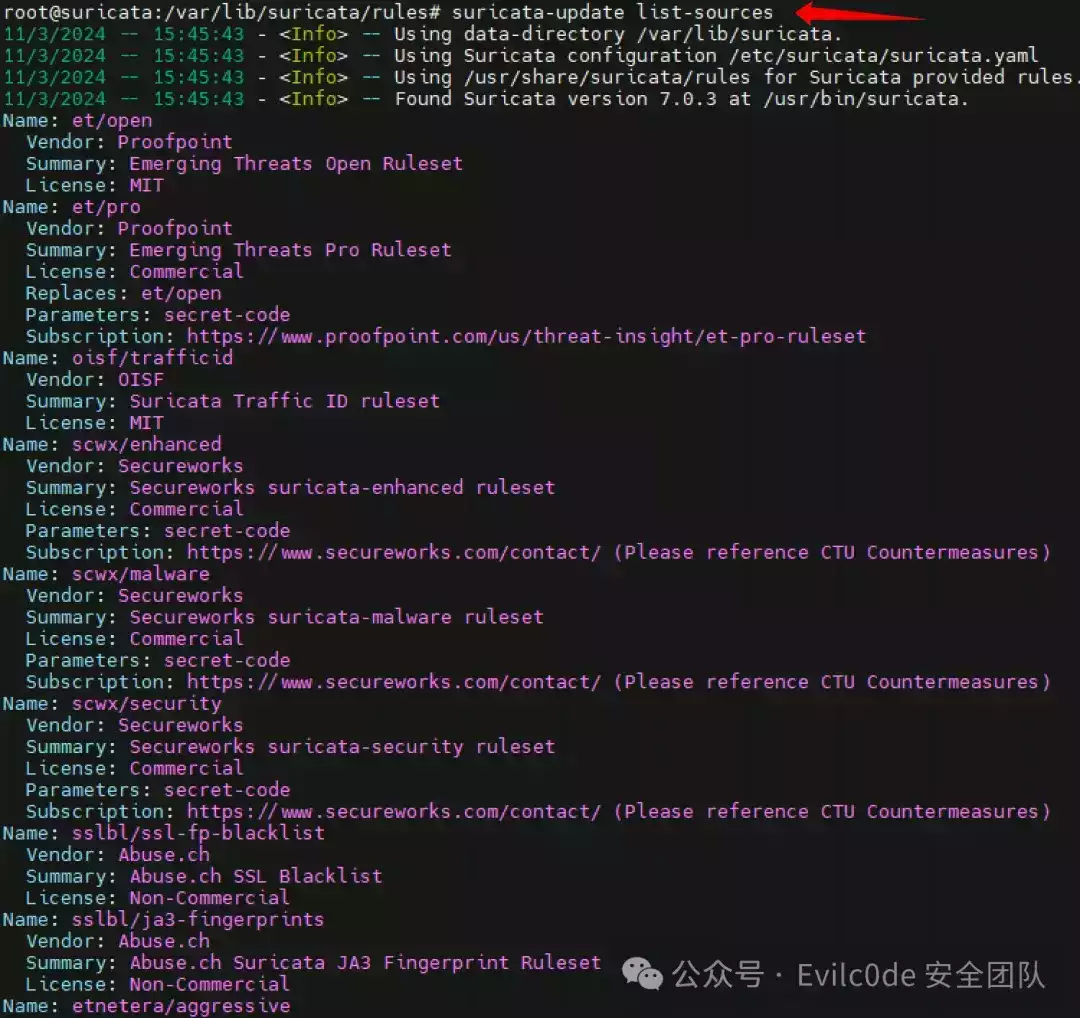 root@suricata:/var/lib/suricata/rules# suricata-update list-sources
11/3/2024 -- 15:45:43 - <Info> -- Using data-directory /var/lib/suricata.
11/3/2024 -- 15:45:43 - <Info> -- Using Suricata configuration /etc/suricata/suricata.yaml
11/3/2024 -- 15:45:43 - <Info> -- Using /usr/share/suricata/rules for Suricata provided rules.
11/3/2024 -- 15:45:43 - <Info> -- Found Suricata version 7.0.3 at /usr/bin/suricata.
Name: et/open
  Vendor: Proofpoint
  Summary: Emerging Threats Open Ruleset
  License: MIT
Name: et/pro
  Vendor: Proofpoint
  Summary: Emerging Threats Pro Ruleset
  License: Commercial
  Replaces: et/open
  Parameters: secret-code
  Subscription: https://www.proofpoint.com/us/threat-insight/et-pro-ruleset
Name: oisf/trafficid
  Vendor: OISF
  Summary: Suricata Traffic ID ruleset
  License: MIT
Name: scwx/enhanced
  Vendor: Secureworks
  Summary: Secureworks suricata-enhanced ruleset
  License: Commercial
  Parameters: secret-code
  Subscription: https://www.secureworks.com/contact/ (Please reference CTU Countermeasures)
Name: scwx/malware
  Vendor: Secureworks
  Summary: Secureworks suricata-malware ruleset
  License: Commercial
  Parameters: secret-code
  Subscription: https://www.secureworks.com/contact/ (Please reference CTU Countermeasures)
Name: scwx/security
  Vendor: Secureworks
  Summary: Secureworks suricata-security ruleset
  License: Commercial
  Parameters: secret-code
  Subscription: https://www.secureworks.com/contact/ (Please reference CTU Countermeasures)
Name: sslbl/ssl-fp-blacklist
  Vendor: Abuse.ch
  Summary: Abuse.ch SSL Blacklist
  License: Non-Commercial
Name: sslbl/ja3-fingerprints
  Vendor: Abuse.ch
  Summary: Abuse.ch Suricata JA3 Fingerprint Ruleset
  License: Non-Commercial
Name: etnetera/aggressive
公众号 · Evilc0de 安全团队